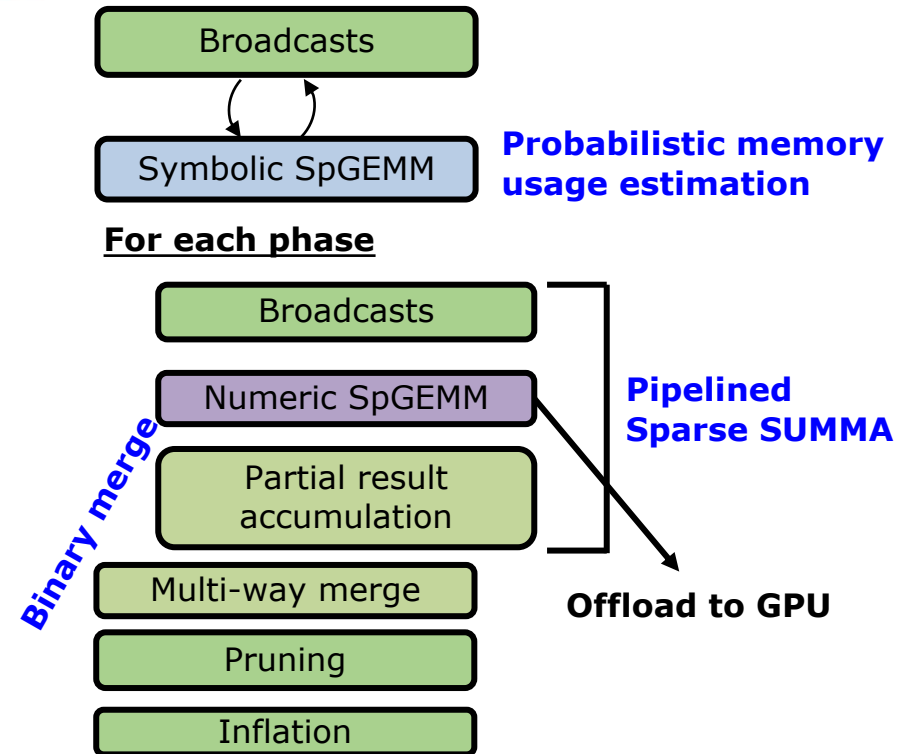 Broadcasts
Symbolic SpGEMM
Probabilistic memory
usage estimation
For each phase
Broadcasts
Numeric SpGEMM
Pipelined
Sparse SUMMA
Partial result
accumulation
Binary merge
Multi-way merge
Offload to GPU
Pruning
Inflation